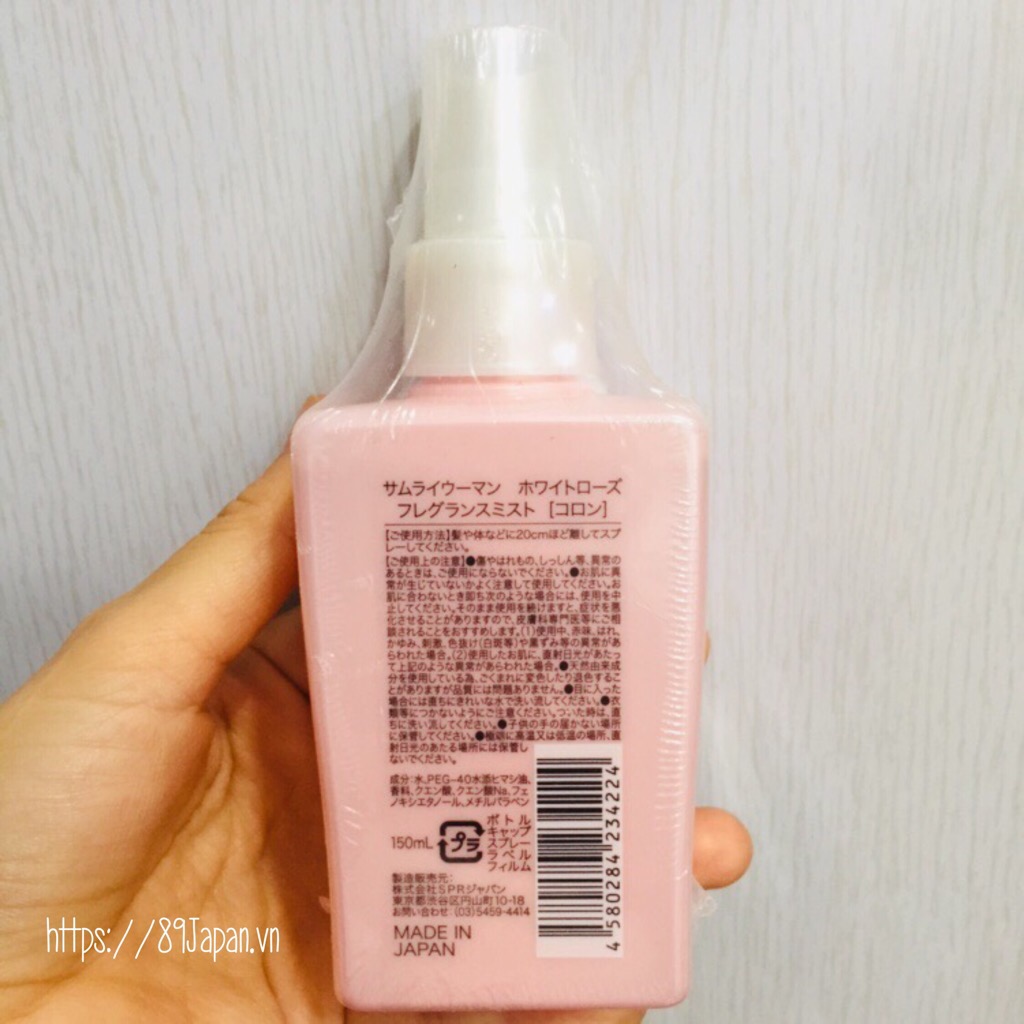 サムライウーマン ホワイトローズ
フレグランスミスト [コロン]
【ご使用方法】髪や体などに20cmほど離してスプ
レーしてください。
【ご使用上の注意】●傷やはれもの、しっしん等、異常の
あるときは、ご使用にならないでください。●お肌に異
常が生じていないかよく注意して使用してください。お
肌に合わないとき即ち次のような場合には、使用を中
止してください。そのまま使用を続けますと、症状を悪
化させることがありますので、皮膚科専門医等にご相
談されることをおすすめします。(1)使用中、赤味、はれ、
かゆみ、刺激、色抜け(白斑等)や黒ずみ等の異常があ
らわれた場合。(2)使用したお肌に、直射日光があたっ
て上記のような異常があらわれた場合。●天然由来成
分を使用している為、ごくまれに変色したり退色するこ
とがありますが品質には問題ありません。●目に入った
場合には直ちにきれいな水で洗い流してください。●衣
類等につかないようにご注意ください。ついた時は、直
ちに洗い流してください。●子供の手の届かない場所
に保管してください。●極端に高温又は低温の場所、直
射日光のあたる場所には保管し
ないでください。
成分:水、PEG-40水添ヒマシ油、
香料、クエン酸、クエン酸Na、フェ
ノキシエタノール、メチルパラベン
150mL
プラ
ボトル
キャップ
スプレー
ラベル
フィルム
製造販売元:
株式会社SPRジャパン
東京都渋谷区円山町10-18
お問い合わせ:(03)5459-4414
MADE IN
JAPAN
4580284234224
https://89Japan.vn